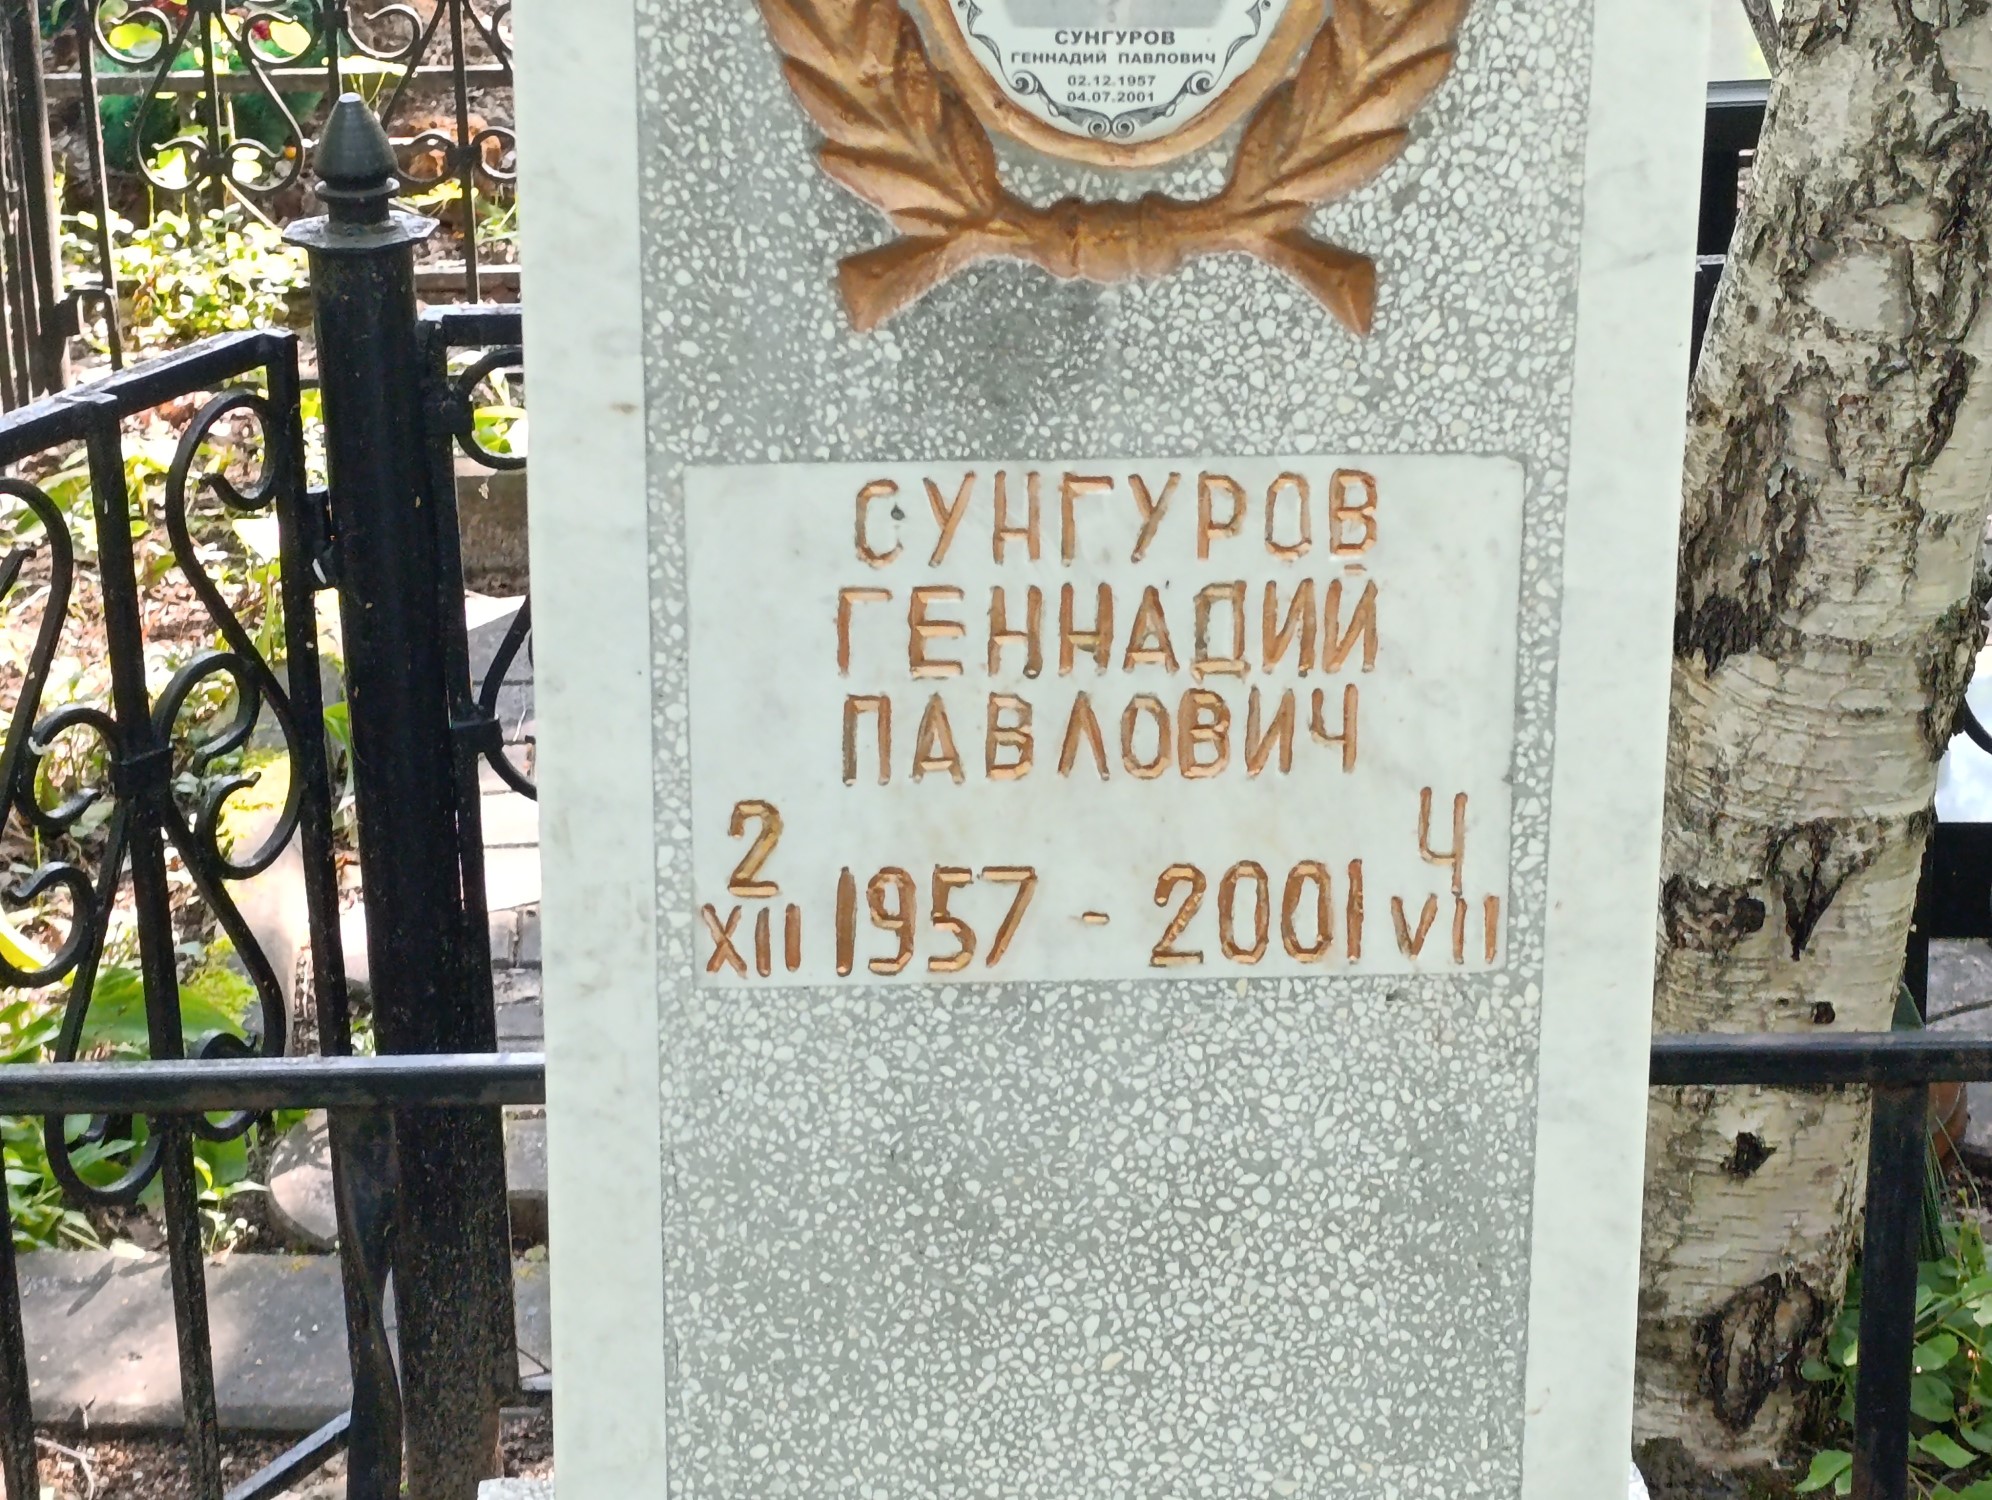 СУНГУРОВ
ГЕННАДИЙ ПАВЛОВИЧ
02.12.1957
04.07.2001
СУНГУРОВ
ГЕННАДИЙ
ПАВЛОВИЧ
2 4
XII 1957 - 2001 VII